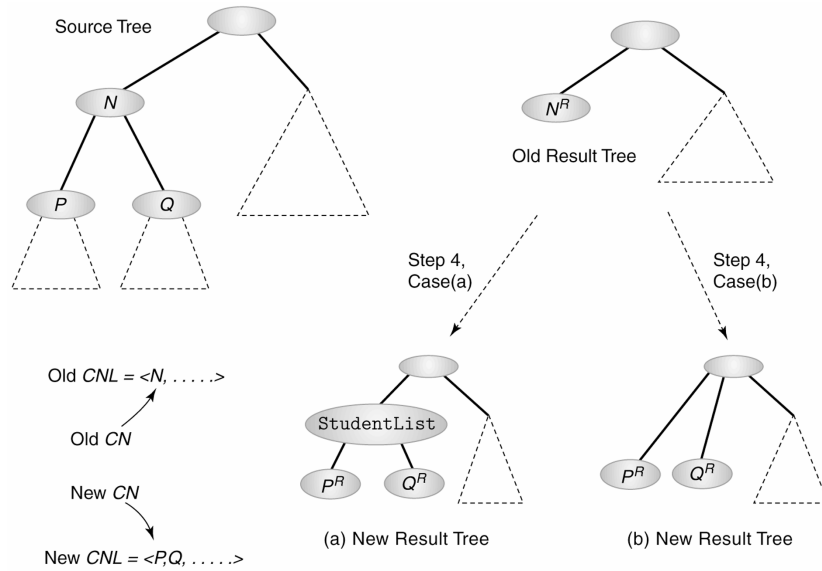 Source Tree
N
P
Q
N^R
Old Result Tree
Step 4,
Case(a)
Step 4,
Case(b)
Old CNL = <N, . . . . .>
Old CN
New CN
New CNL = <P,Q, . . . . .>
StudentList
P^R
Q^R
(a) New Result Tree
P^R
Q^R
(b) New Result Tree